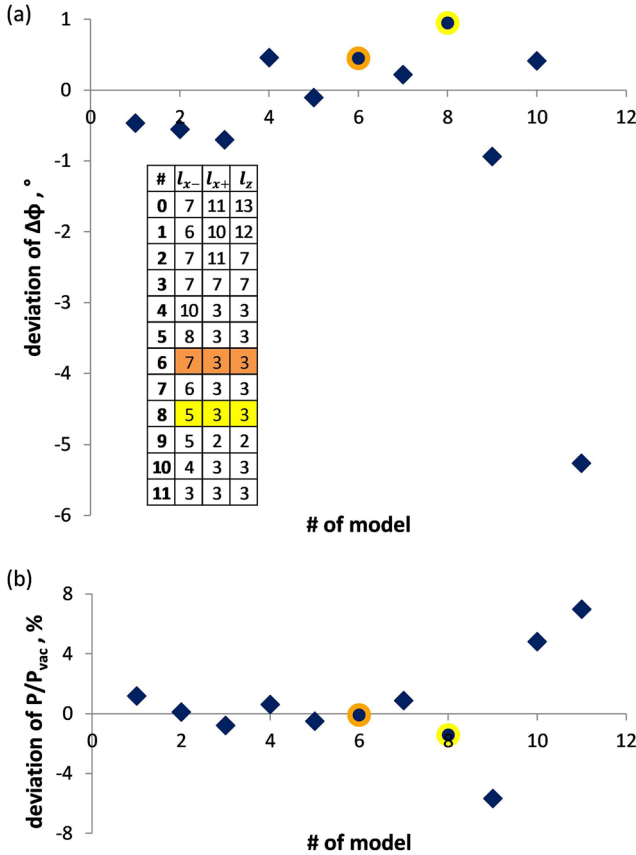 (a)
deviation of Δϕ , °
1
0
-1
-2
-3
-4
-5
-6
0 2 4 6 8 10 12
# l_{x-} l_{x+} l_z
0 7 11 13
1 6 10 12
2 7 11 7
3 7 7 7
4 10 3 3
5 8 3 3
6 7 3 3
7 6 3 3
8 5 3 3
9 5 2 2
10 4 3 3
11 3 3 3
# of model
(b)
deviation of P/P_{vac} , %
8
4
0
-4
-8
0 2 4 6 8 10 12
# of model